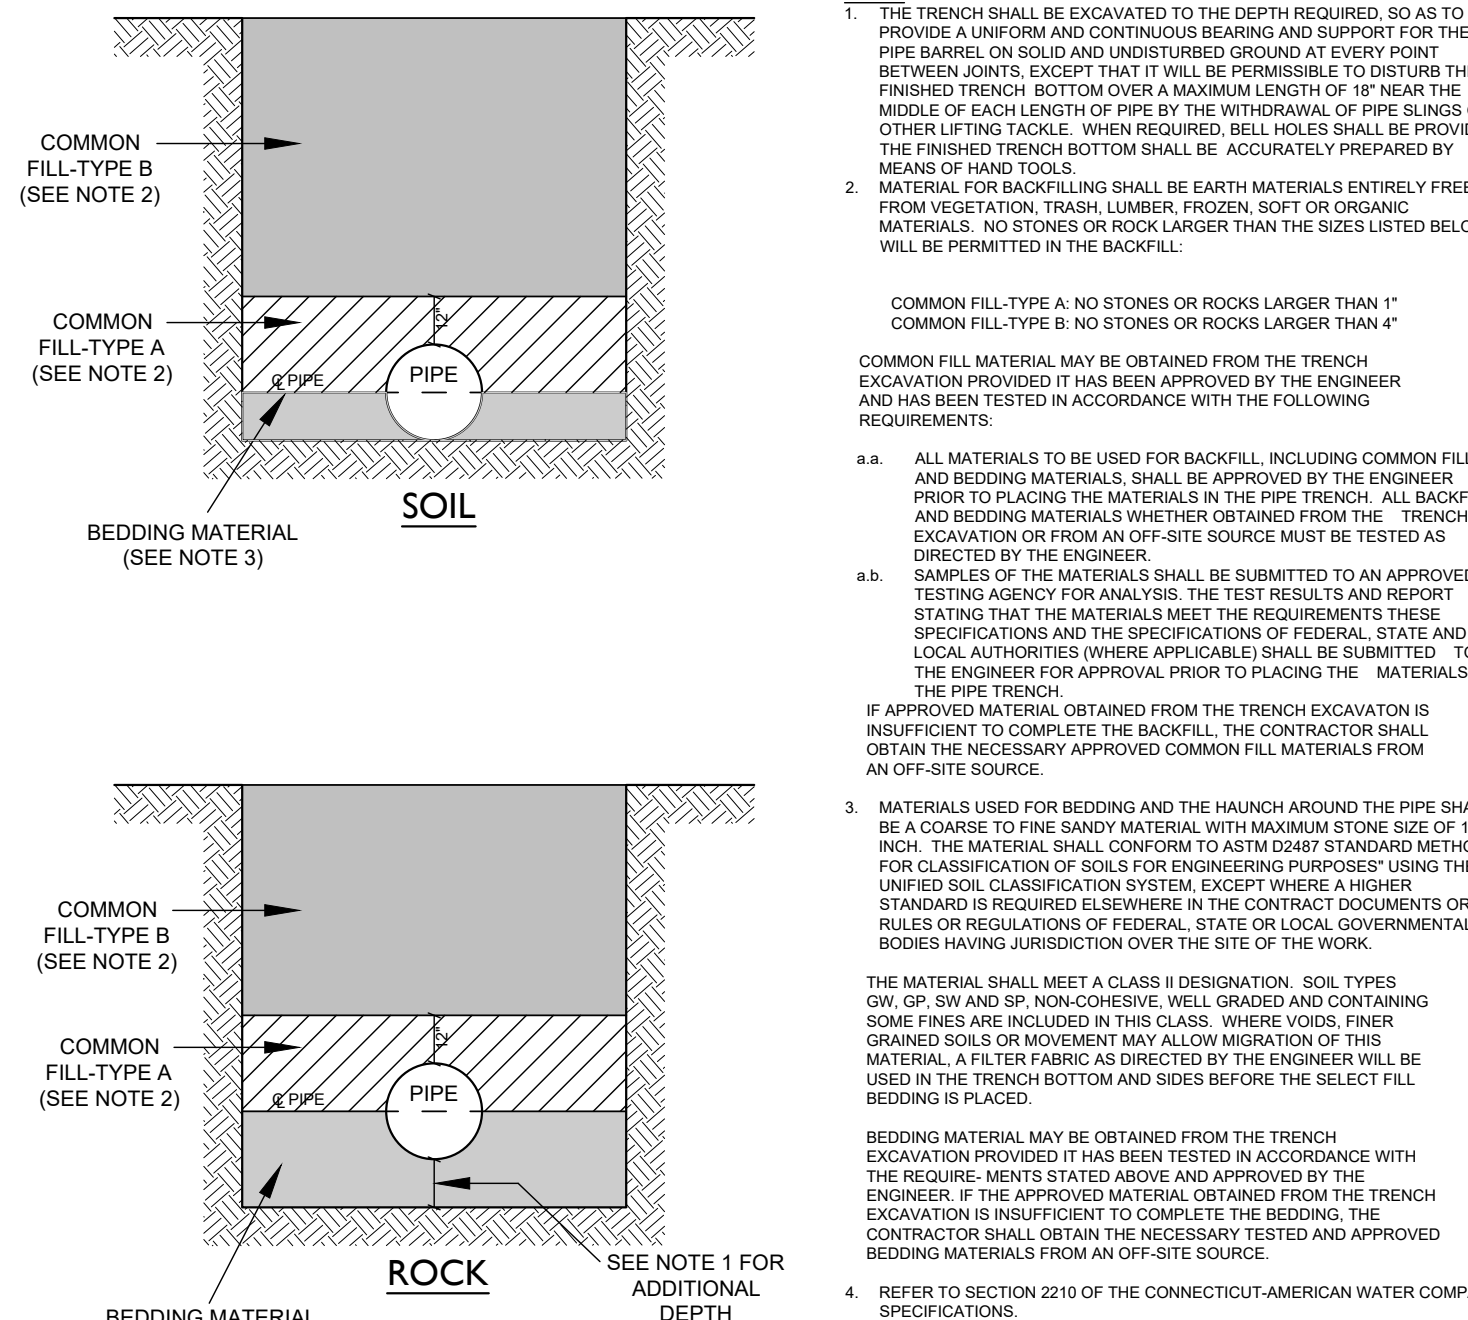 COMMON
FILL-TYPE B
(SEE NOTE 2)
COMMON
FILL-TYPE A
(SEE NOTE 2)
12"
℄ PIPE
PIPE
BEDDING MATERIAL
(SEE NOTE 3)
SOIL
COMMON
FILL-TYPE B
(SEE NOTE 2)
COMMON
FILL-TYPE A
(SEE NOTE 2)
12"
℄ PIPE
PIPE
ROCK
SEE NOTE 1 FOR
ADDITIONAL
DEPTH
BEDDING MATERIAL
1. THE TRENCH SHALL BE EXCAVATED TO THE DEPTH REQUIRED, SO AS TO
PROVIDE A UNIFORM AND CONTINUOUS BEARING AND SUPPORT FOR THE
PIPE BARREL ON SOLID AND UNDISTURBED GROUND AT EVERY POINT
BETWEEN JOINTS, EXCEPT THAT IT WILL BE PERMISSIBLE TO DISTURB
FINISHED TRENCH BOTTOM OVER A MAXIMUM LENGTH OF 18" NEAR THE
MIDDLE OF EACH LENGTH OF PIPE BY THE WITHDRAWAL OF PIPE SLINGS
OTHER LIFTING TACKLE. WHEN REQUIRED, BELL HOLES SHALL BE
THE FINISHED TRENCH BOTTOM SHALL BE ACCURATELY PREPARED BY
MEANS OF HAND TOOLS.
2. MATERIAL FOR BACKFILLING SHALL BE EARTH MATERIALS ENTIRELY FREE
FROM VEGETATION, TRASH, LUMBER, FROZEN, SOFT OR ORGANIC
MATERIALS. NO STONES OR ROCK LARGER THAN THE SIZES LISTED
WILL BE PERMITTED IN THE BACKFILL:
COMMON FILL-TYPE A: NO STONES OR ROCKS LARGER THAN 1"
COMMON FILL-TYPE B: NO STONES OR ROCKS LARGER THAN 4"
COMMON FILL MATERIAL MAY BE OBTAINED FROM THE TRENCH
EXCAVATION PROVIDED IT HAS BEEN APPROVED BY THE ENGINEER
AND HAS BEEN TESTED IN ACCORDANCE WITH THE FOLLOWING
REQUIREMENTS:
a.a. ALL MATERIALS TO BE USED FOR BACKFILL, INCLUDING COMMON FILL
AND BEDDING MATERIALS, SHALL BE APPROVED BY THE ENGINEER
PRIOR TO PLACING THE MATERIALS IN THE PIPE TRENCH. ALL
AND BEDDING MATERIALS WHETHER OBTAINED FROM THE TRENCH
EXCAVATION OR FROM AN OFF-SITE SOURCE MUST BE TESTED AS
DIRECTED BY THE ENGINEER.
a.b. SAMPLES OF THE MATERIALS SHALL BE SUBMITTED TO AN APPROVED
TESTING AGENCY FOR ANALYSIS. THE TEST RESULTS AND REPORT
STATING THAT THE MATERIALS MEET THE REQUIREMENTS THESE
SPECIFICATIONS AND THE SPECIFICATIONS OF FEDERAL, STATE AND
LOCAL AUTHORITIES (WHERE APPLICABLE) SHALL BE SUBMITTED TO
THE ENGINEER FOR APPROVAL PRIOR TO PLACING THE MATERIALS
THE PIPE TRENCH.
IF APPROVED MATERIAL OBTAINED FROM THE TRENCH EXCAVATON IS
INSUFFICIENT TO COMPLETE THE BACKFILL, THE CONTRACTOR SHALL
OBTAIN THE NECESSARY APPROVED COMMON FILL MATERIALS FROM
AN OFF-SITE SOURCE.
3. MATERIALS USED FOR BEDDING AND THE HAUNCH AROUND THE PIPE
BE A COARSE TO FINE SANDY MATERIAL WITH MAXIMUM STONE SIZE OF 1
INCH. THE MATERIAL SHALL CONFORM TO ASTM D2487 STANDARD
FOR CLASSIFICATION OF SOILS FOR ENGINEERING PURPOSES" USING THE
UNIFIED SOIL CLASSIFICATION SYSTEM, EXCEPT WHERE A HIGHER
STANDARD IS REQUIRED ELSEWHERE IN THE CONTRACT DOCUMENTS OR
RULES OR REGULATIONS OF FEDERAL, STATE OR LOCAL GOVERNMENTAL
BODIES HAVING JURISDICTION OVER THE SITE OF THE WORK.
THE MATERIAL SHALL MEET A CLASS II DESIGNATION. SOIL TYPES
GW, GP, SW AND SP, NON-COHESIVE, WELL GRADED AND CONTAINING
SOME FINES ARE INCLUDED IN THIS CLASS. WHERE VOIDS, FINER
GRAINED SOILS OR MOVEMENT MAY ALLOW MIGRATION OF THIS
MATERIAL, A FILTER FABRIC AS DIRECTED BY THE ENGINEER WILL BE
USED IN THE TRENCH BOTTOM AND SIDES BEFORE THE SELECT FILL
BEDDING IS PLACED.
BEDDING MATERIAL MAY BE OBTAINED FROM THE TRENCH
EXCAVATION PROVIDED IT HAS BEEN TESTED IN ACCORDANCE WITH
THE REQUIRE- MENTS STATED ABOVE AND APPROVED BY THE
ENGINEER. IF THE APPROVED MATERIAL OBTAINED FROM THE TRENCH
EXCAVATION IS INSUFFICIENT TO COMPLETE THE BEDDING, THE
CONTRACTOR SHALL OBTAIN THE NECESSARY TESTED AND APPROVED
BEDDING MATERIALS FROM AN OFF-SITE SOURCE.
4. REFER TO SECTION 2210 OF THE CONNECTICUT-AMERICAN WATER
SPECIFICATIONS.